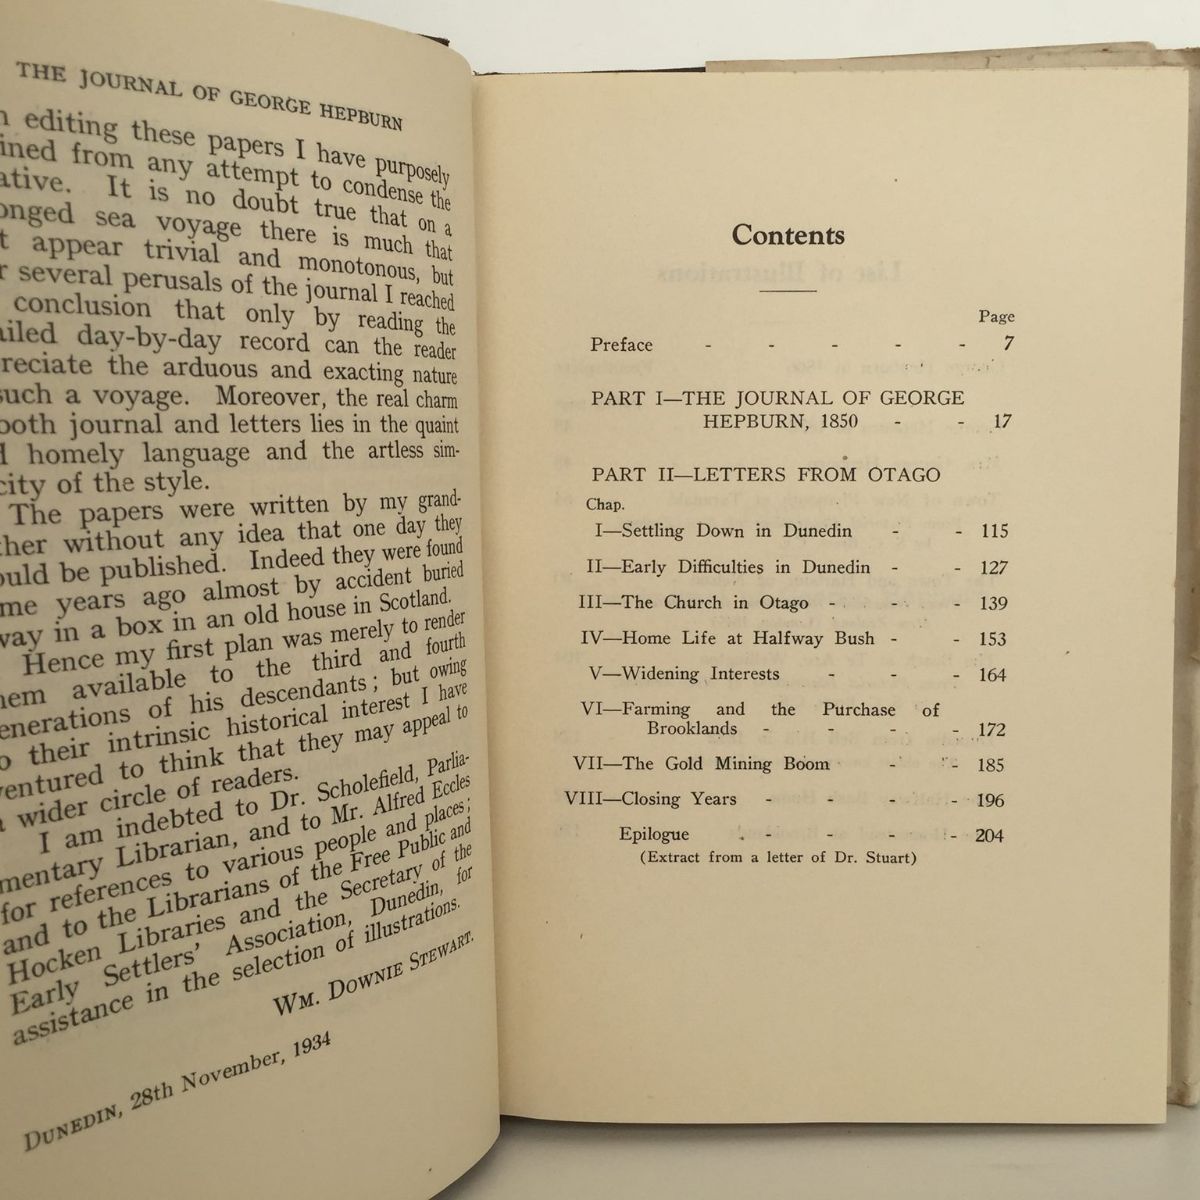 THE JOURNAL OF GEORGE HEPBURN
n editing these papers I have purposely
ined from any attempt to condense the
ative. It is no doubt true that on a
onged sea voyage there is much that
t appear trivial and monotonous, but
r several perusals of the journal I reached
conclusion that only by reading the
ailed day-by-day record can the reader
reciate the arduous and exacting nature
such a voyage. Moreover, the real charm
both journal and letters lies in the quaint
d homely language and the artless sim-
city of the style.
The papers were written by my grand-
ther without any idea that one day they
ould be published. Indeed they were found
me years ago almost by accident buried
way in a box in an old house in Scotland.
Hence my first plan was merely to render
hem available to the third and fourth
enerations of his descendants; but owing
o their intrinsic historical interest I have
ventured to think that they may appeal to
a wider circle of readers.
I am indebted to Dr. Scholefield, Parlia-
mentary Librarian, and to Mr. Alfred Eccles
for references to various people and places;
and to the Librarians of the Free Public and
Hocken Libraries and the Secretary of the
Early Settlers' Association, Dunedin, for
assistance in the selection of illustrations.
WM. DOWNIE STEWART.
DUNEDIN, 28th November, 1934
Contents
Page
Preface - - - - - 7
PART I—THE JOURNAL OF GEORGE
HEPBURN, 1850 - - 17
PART II—LETTERS FROM OTAGO
Chap.
I—Settling Down in Dunedin - - 115
II—Early Difficulties in Dunedin - - 127
III—The Church in Otago - - - 139
IV—Home Life at Halfway Bush - - 153
V—Widening Interests - - - 164
VI—Farming and the Purchase of
Brooklands - - - - 172
VII—The Gold Mining Boom - - 185
VIII—Closing Years - - - - 196
Epilogue - - - - 204
(Extract from a letter of Dr. Stuart)